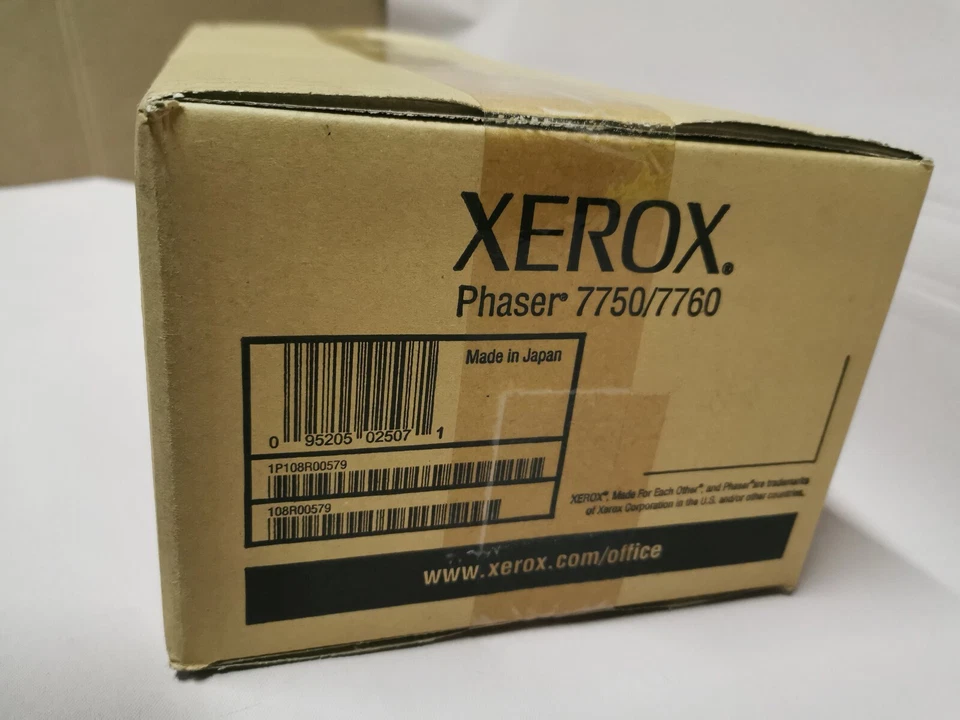 XEROX®
Phaser® 7750/7760
Made in Japan
0 95205 02507 1
1P108R00579
108R00579
XEROX®, Made For Each Other®, and Phaser® are trademarks
of Xerox Corporation in the U.S. and/or other countries.
www.xerox.com/office